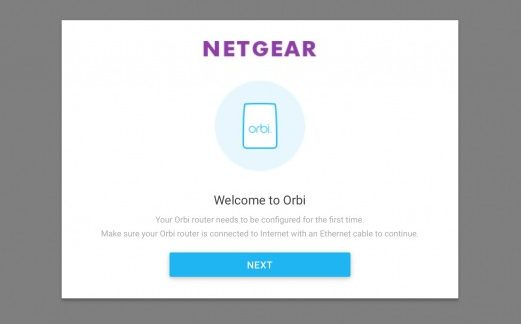 NETGEAR
orbi.
Welcome to Orbi
Your Orbi router needs to be configured for the first time.
Make sure your Orbi router is connected to Internet with an Ethernet cable to continue.
NEXT